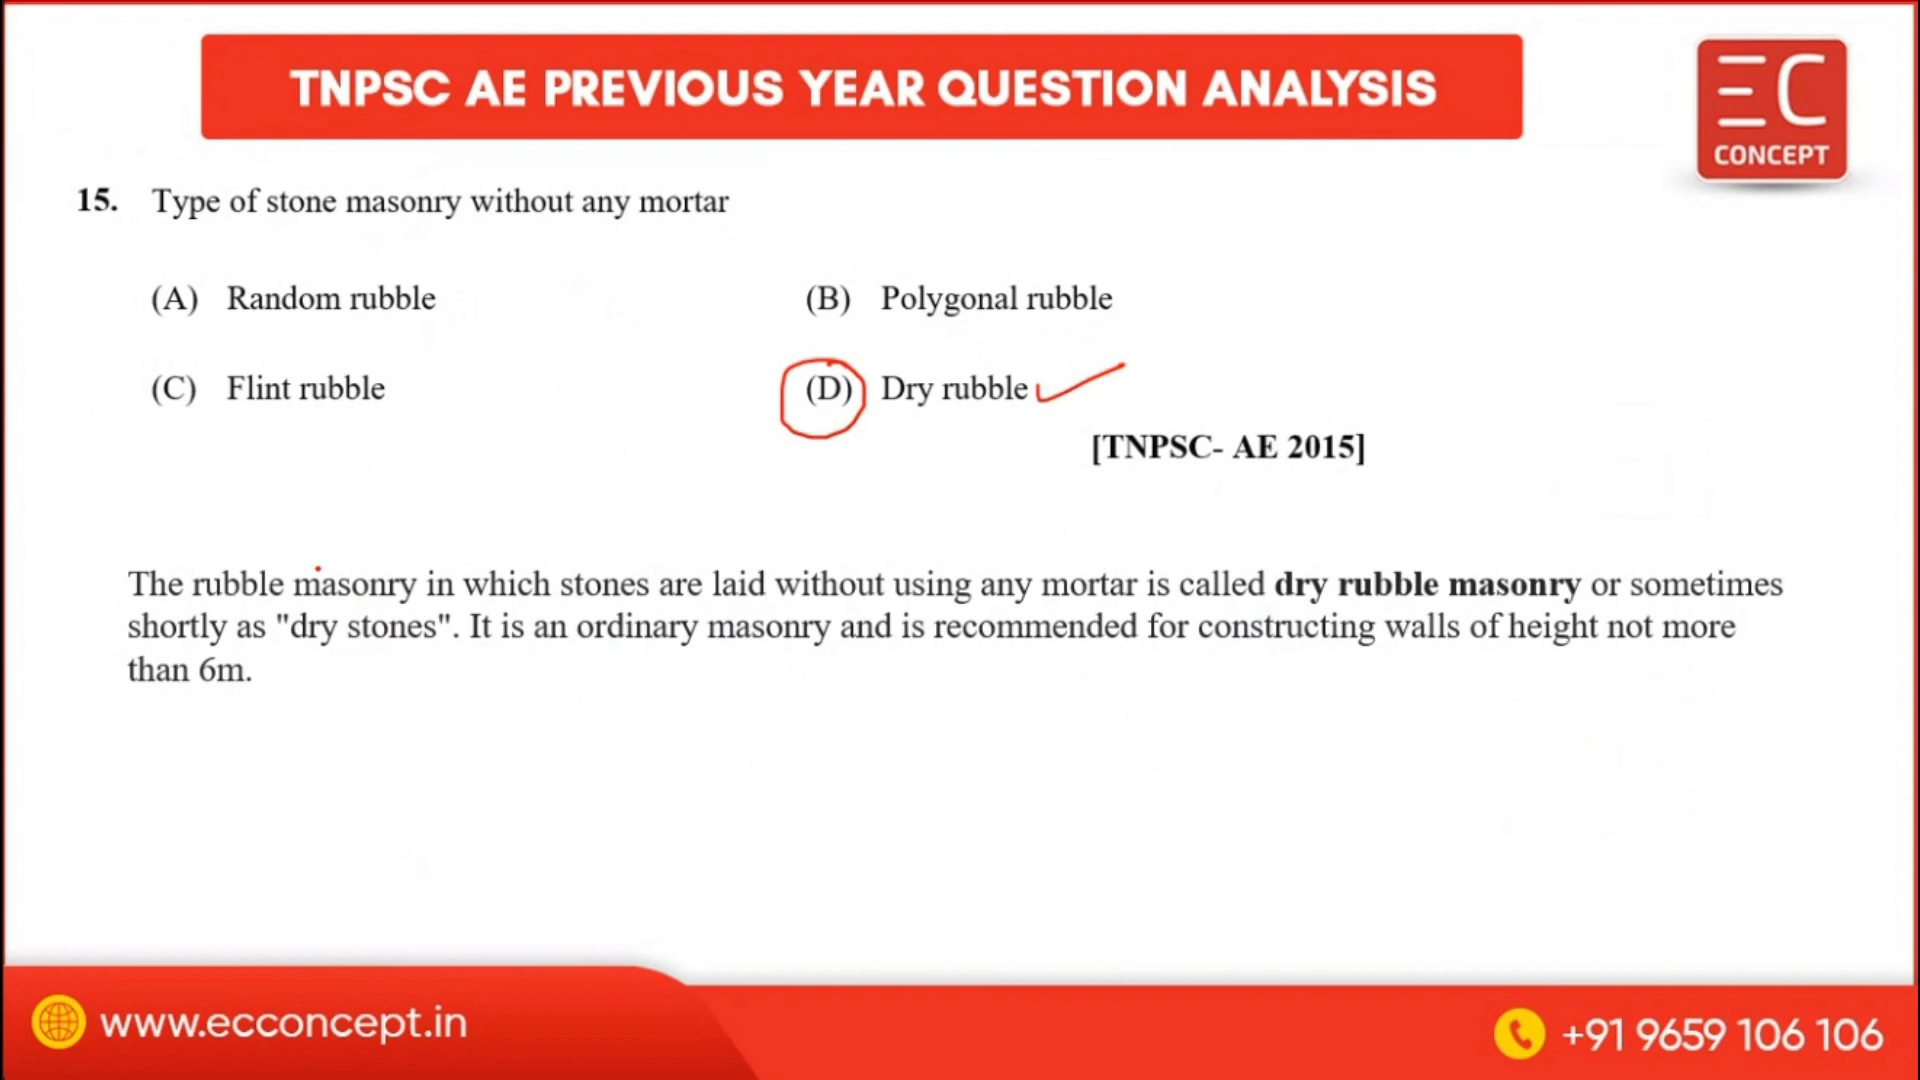 TNPSC AE PREVIOUS YEAR QUESTION ANALYSIS
EC
CONCEPT
15. Type of stone masonry without any mortar
(A) Random rubble (B) Polygonal rubble
(C) Flint rubble (D) Dry rubble
[TNPSC- AE 2015]
The rubble masonry in which stones are laid without using any mortar is called dry rubble masonry or sometimes
shortly as "dry stones". It is an ordinary masonry and is recommended for constructing walls of height not more
than 6m.
www.ecconcept.in
+91 9659 106 106